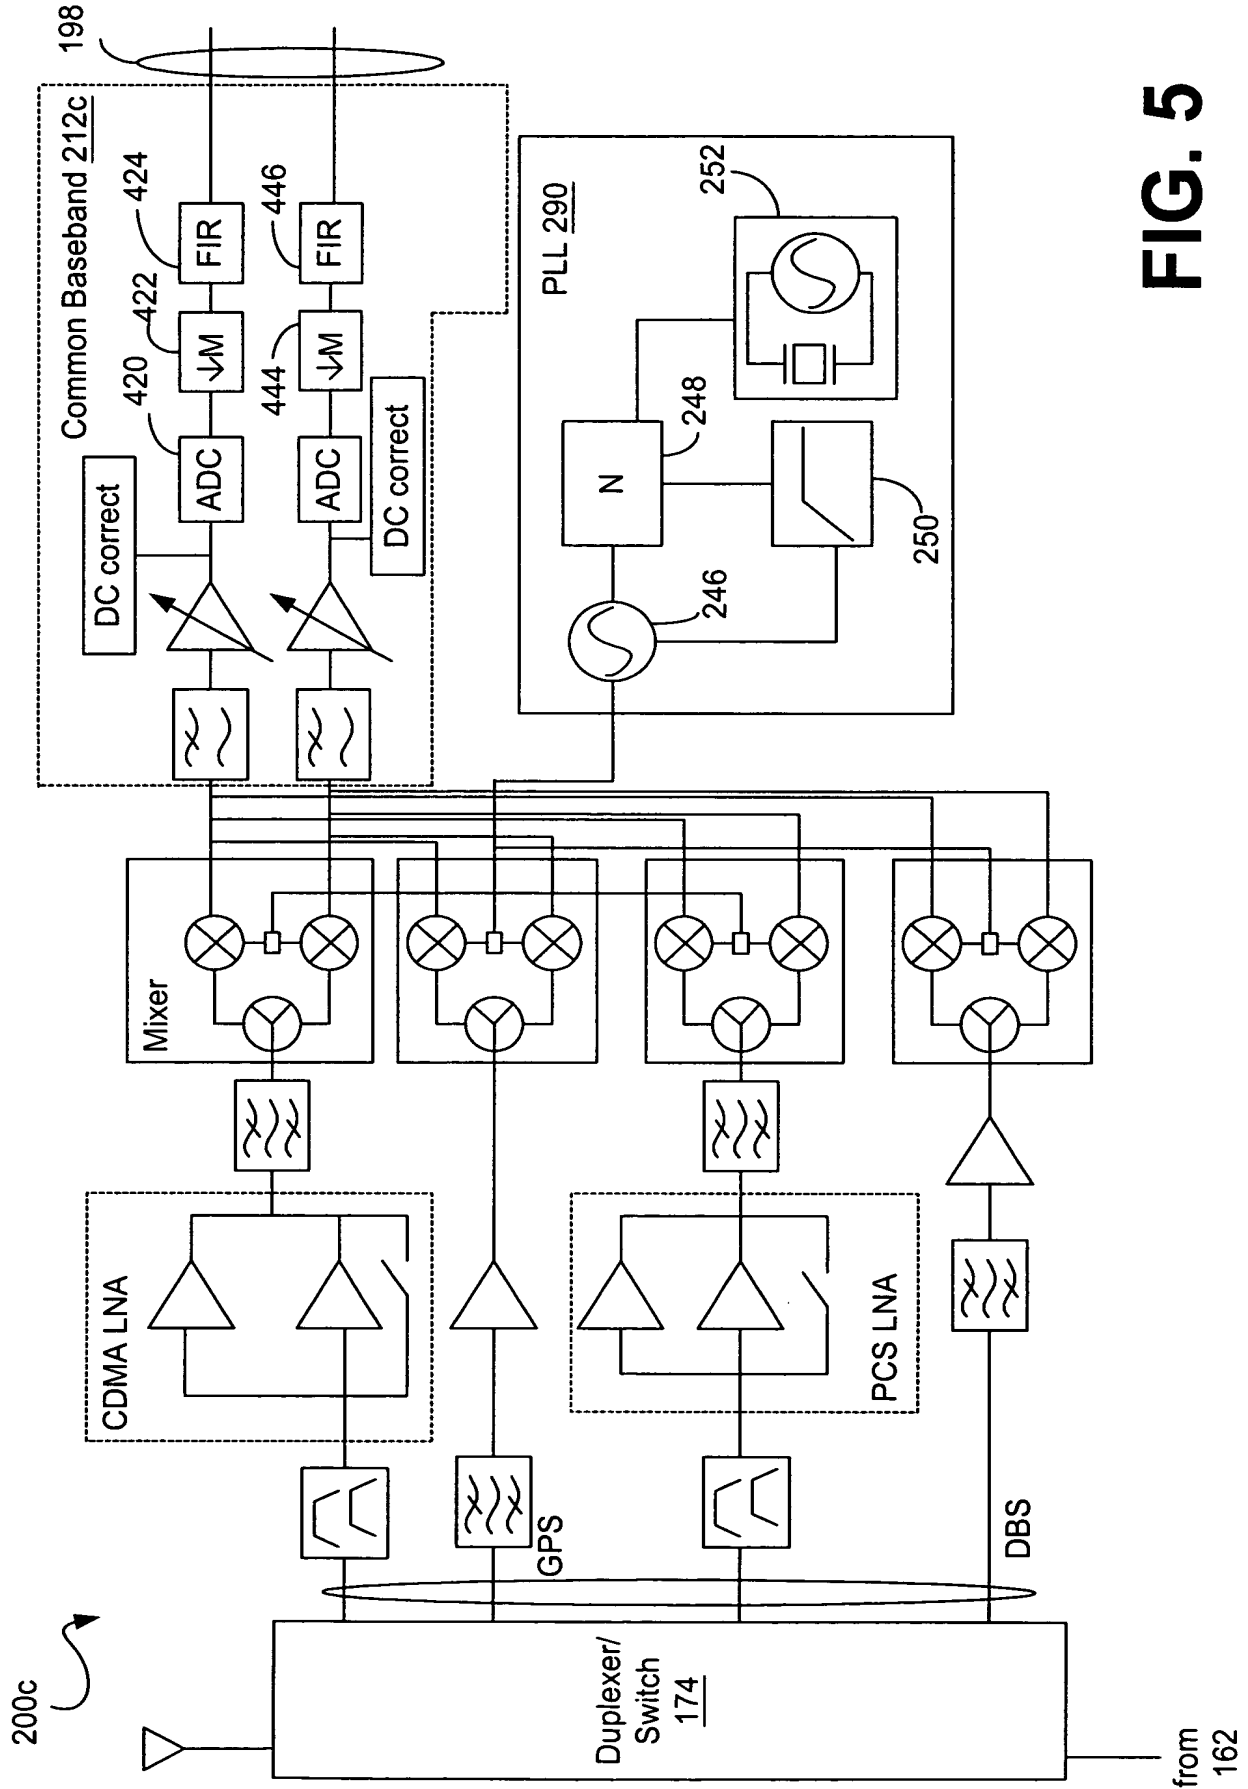 200c
198
Common Baseband 212c
DC correct
420
422
424
ADC
↓M
FIR
444
446
ADC
↓M
FIR
DC correct
Mixer
CDMA LNA
GPS
PCS LNA
DBS
Duplexer/
Switch
174
from
162
PLL 290
246
N
248
250
252
FIG. 5